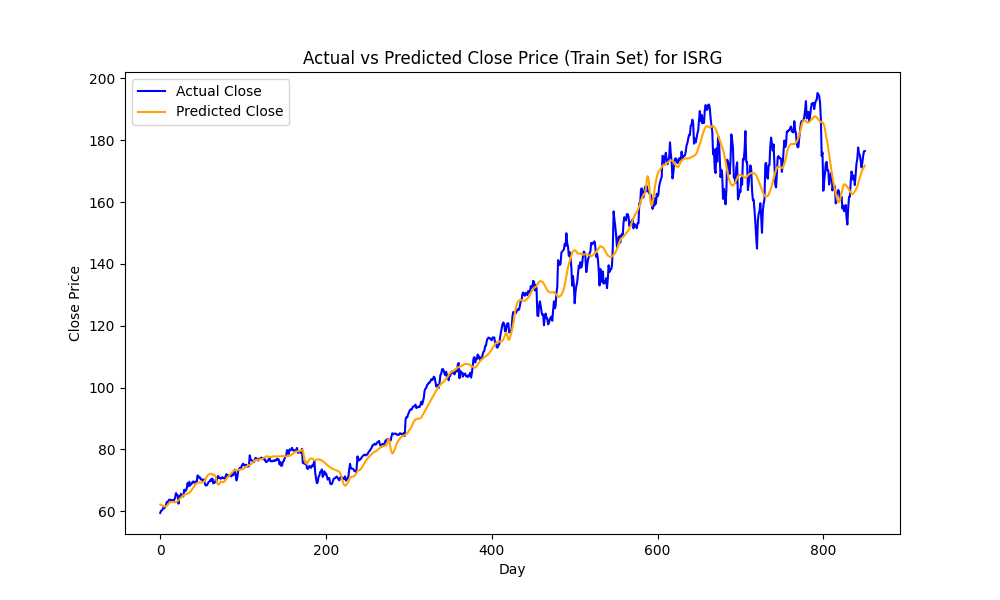 Actual vs Predicted Close Price (Train Set) for ISRG
Actual Close
Predicted Close
Close Price
200
180
160
140
120
100
80
60
0 200 400 600 800
Day